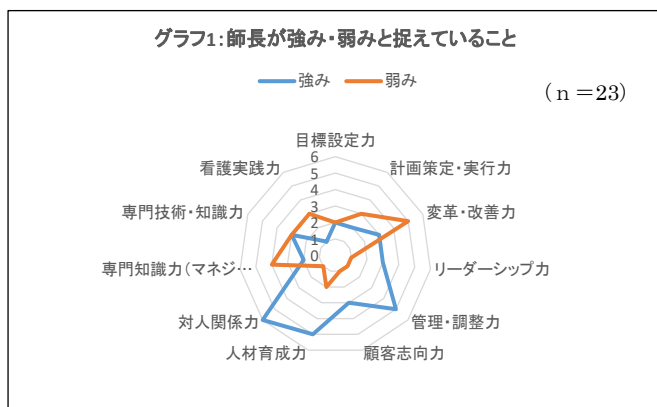 グラフ1:師長が強み・弱みと捉えていること
強み 弱み
(n=23)
目標設定力
看護実践力 計画策定・実行力
専門技術・知識力 変革・改善力
専門知識力(マネジ… リーダーシップ力
対人関係力 管理・調整力
人材育成力 顧客志向力
6
5
4
3
2
1
0